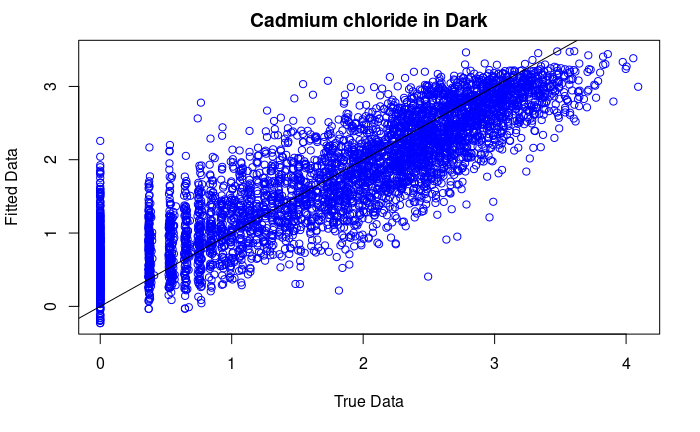 Cadmium chloride in Dark
3
2
1
0
Fitted Data
0 1 2 3 4
True Data